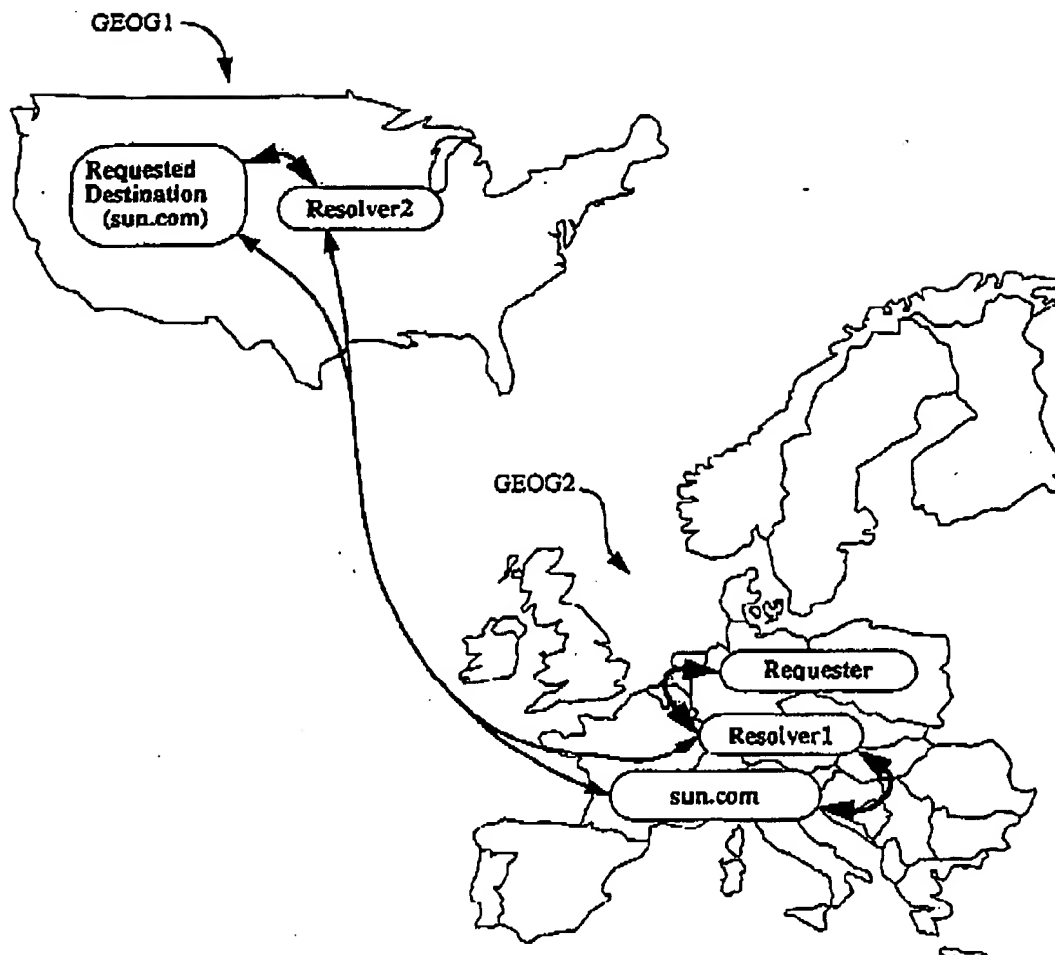 GEOG1
Requested
Destination
(sun.com)
Resolver2
GEOG2
Requester
Resolver1
sun.com